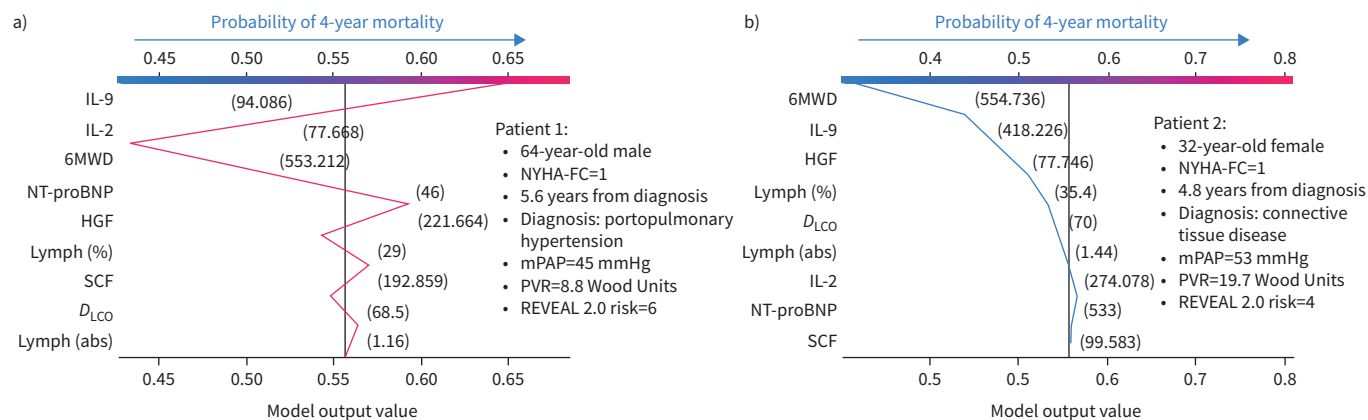 a)
Probability of 4-year mortality
0.45 0.50 0.55 0.60 0.65
IL-9 (94.086)
IL-2 (77.668)
6MWD (553.212)
NT-proBNP (46)
HGF (221.664)
Lymph (%) (29)
SCF (192.859)
DLCO (68.5)
Lymph (abs) (1.16)
Patient 1:
• 64-year-old male
• NYHA-FC=1
• 5.6 years from diagnosis
• Diagnosis: portopulmonary
hypertension
• mPAP=45 mmHg
• PVR=8.8 Wood Units
• REVEAL 2.0 risk=6
0.45 0.50 0.55 0.60 0.65
Model output value
b)
Probability of 4-year mortality
0.4 0.5 0.6 0.7 0.8
6MWD (554.736)
IL-9 (418.226)
HGF (77.746)
Lymph (%) (35.4)
DLCO (70)
Lymph (abs) (1.44)
IL-2 (274.078)
NT-proBNP (533)
SCF (99.583)
Patient 2:
• 32-year-old female
• NYHA-FC=1
• 4.8 years from diagnosis
• Diagnosis: connective
tissue disease
• mPAP=53 mmHg
• PVR=19.7 Wood Units
• REVEAL 2.0 risk=4
0.5 0.5 0.6 0.7 0.8
Model output value